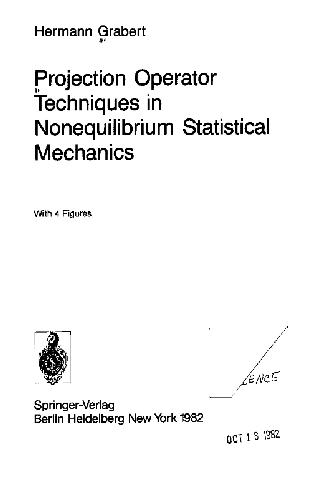 Hermann Grabert
Projection Operator
Techniques in
Nonequilibrium Statistical
Mechanics
With 4 Figures
Springer-Verlag
Berlin Heidelberg New York 1982
OCT 18 1982